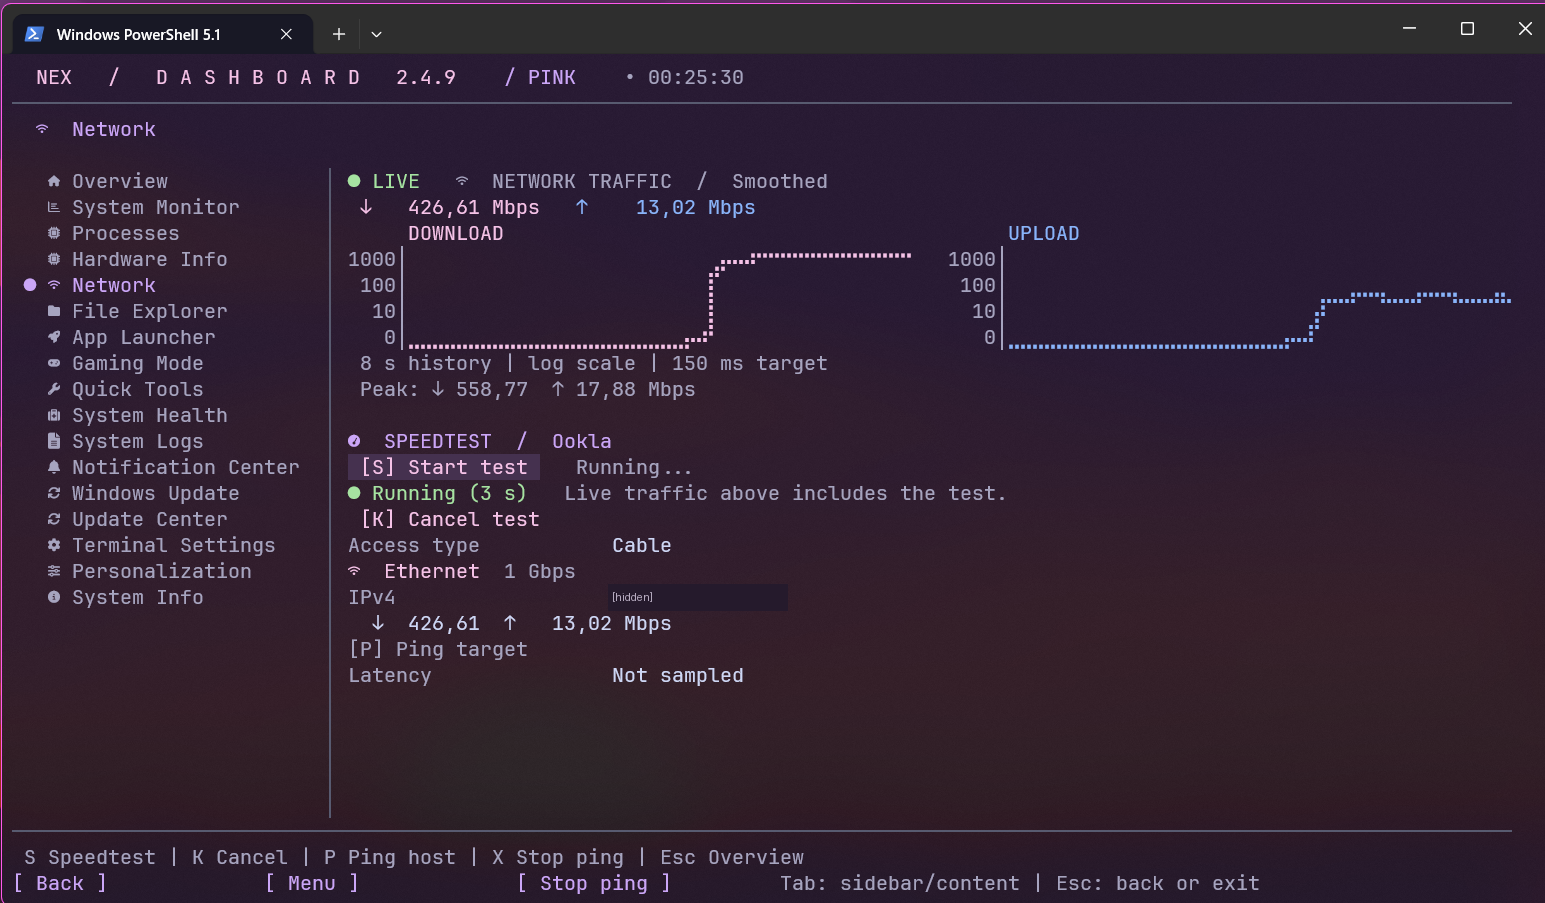 Windows PowerShell 5.1
NEX / D A S H B O A R D 2.4.9 / PINK • 00:25:30
Network
Overview
System Monitor
Processes
Hardware Info
Network
File Explorer
App Launcher
Gaming Mode
Quick Tools
System Health
System Logs
Notification Center
Windows Update
Update Center
Terminal Settings
Personalization
System Info
LIVE NETWORK TRAFFIC / Smoothed
↓ 426,61 Mbps ↑ 13,02 Mbps
DOWNLOAD
1000
100
10
0
UPLOAD
1000
100
10
0
8 s history | log scale | 150 ms target
Peak: ↓ 558,77 ↑ 17,88 Mbps
SPEEDTEST / Ookla
[S] Start test Running...
Running (3 s) Live traffic above includes the test.
[K] Cancel test
Access type Cable
Ethernet 1 Gbps
IPv4 [hidden]
↓ 426,61 ↑ 13,02 Mbps
[P] Ping target
Latency Not sampled
S Speedtest | K Cancel | P Ping host | X Stop ping | Esc Overview
[ Back ] [ Menu ] [ Stop ping ] Tab: sidebar/content | Esc: back or exit